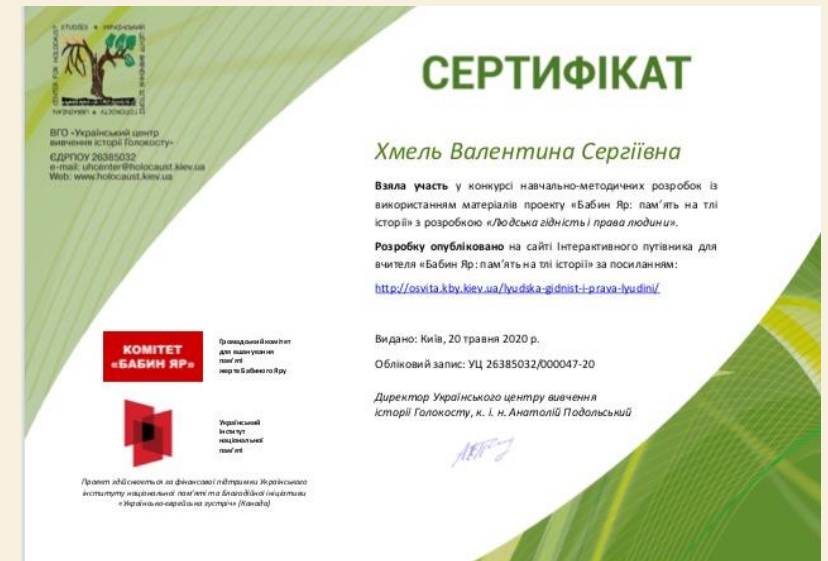 СЕРТИФІКАТ
ВГО «Український центр
вивчення історії Голокосту»
ЄДРПОУ 26385032
e-mail: uhcenter@holocaust.kiev.ua
Web: www.holocaust.kiev.ua
Хмель Валентина Сергіївна
Взяла участь у конкурсі навчально-методичних розробок із
використанням матеріалів проекту «Бабин Яр: пам’ять на тлі
історії» з розробкою «Людська гідність і права людини».
Розробку опубліковано на сайті Інтерактивного путівника для
вчителя «Бабин Яр: пам’ять на тлі історії» за посиланням:
http://osvita.kby.kiev.ua/lyudska-gidnist-i-prava-lyudini/
Видано: Київ, 20 травня 2020 р.
Обліковий запис: УЦ 26385032/000047-20
Директор Українського центру вивчення
історії Голокосту, к. і. н. Анатолій Подольський
КОМІТЕТ
«БАБИН ЯР»
Громадський комітет
для вшанування
пам’яті
жертв Бабиного Яру
Український
інститут
національної
пам’яті
Проект здійснюється за фінансової підтримки Українського
інституту національної пам’яті та Благодійної ініціативи
«Українсько-єврейська зустріч» (Канада)